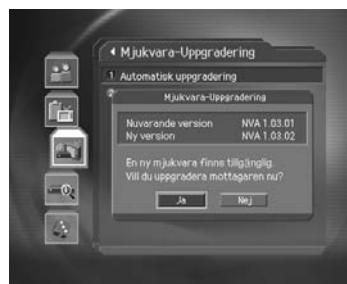 Mjukvara-Uppgradering
1 Automatisk uppgradering
2
Mjukvara-Uppgradering
Nuvarande version NVA 1.03.01
Ny version NVA 1.03.02
En ny mjukvara finns tillgänglig.
Vill du uppgradera mottagaren nu?
Ja Nej